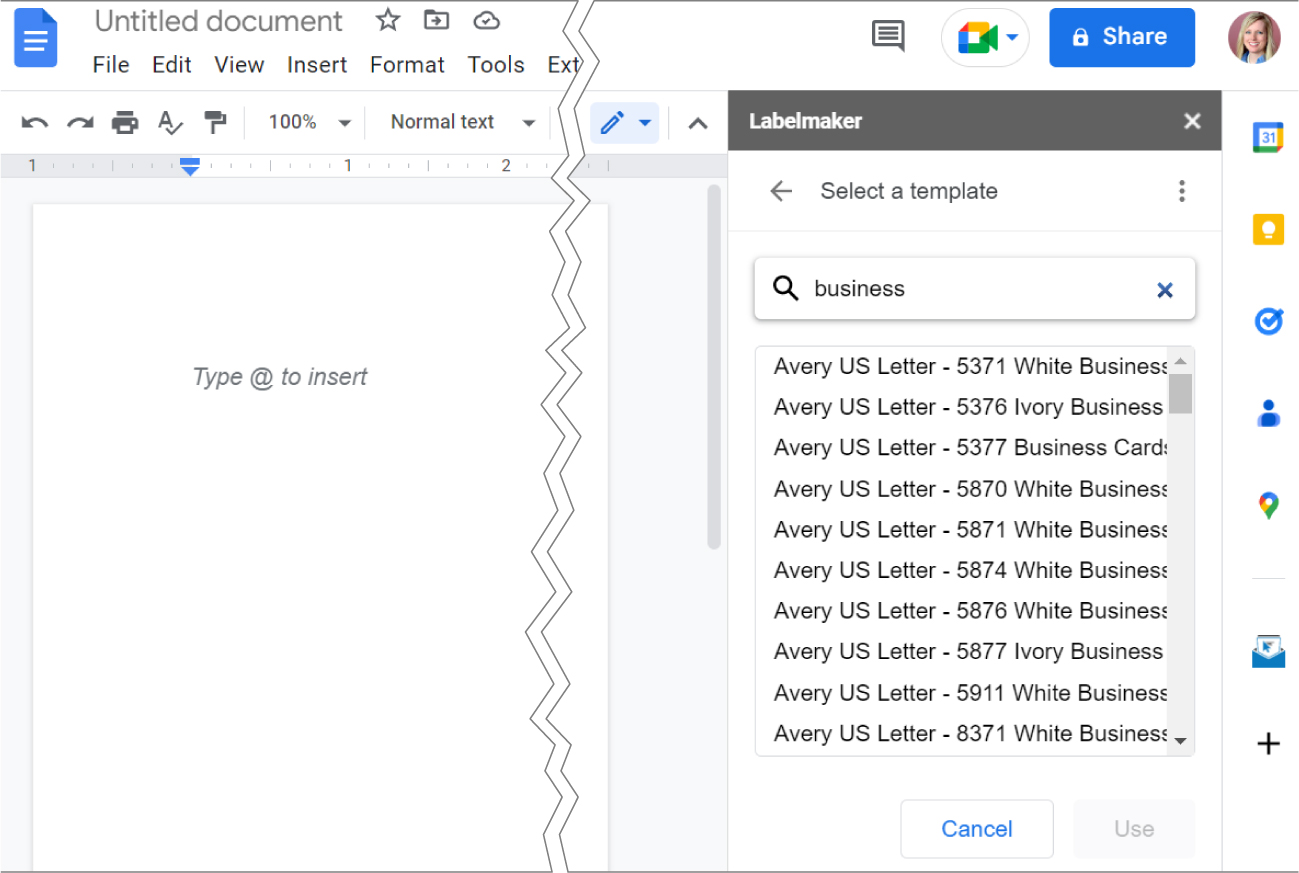 Untitled document
File Edit View Insert Format Tools Ext
Share
100% Normal text
1 1 2
Type @ to insert
Labelmaker
Select a template
business
Avery US Letter - 5371 White Business
Avery US Letter - 5376 Ivory Business
Avery US Letter - 5377 Business Cards
Avery US Letter - 5870 White Business
Avery US Letter - 5871 White Business
Avery US Letter - 5874 White Business
Avery US Letter - 5876 White Business
Avery US Letter - 5877 Ivory Business
Avery US Letter - 5911 White Business
Avery US Letter - 8371 White Business
Cancel Use
31